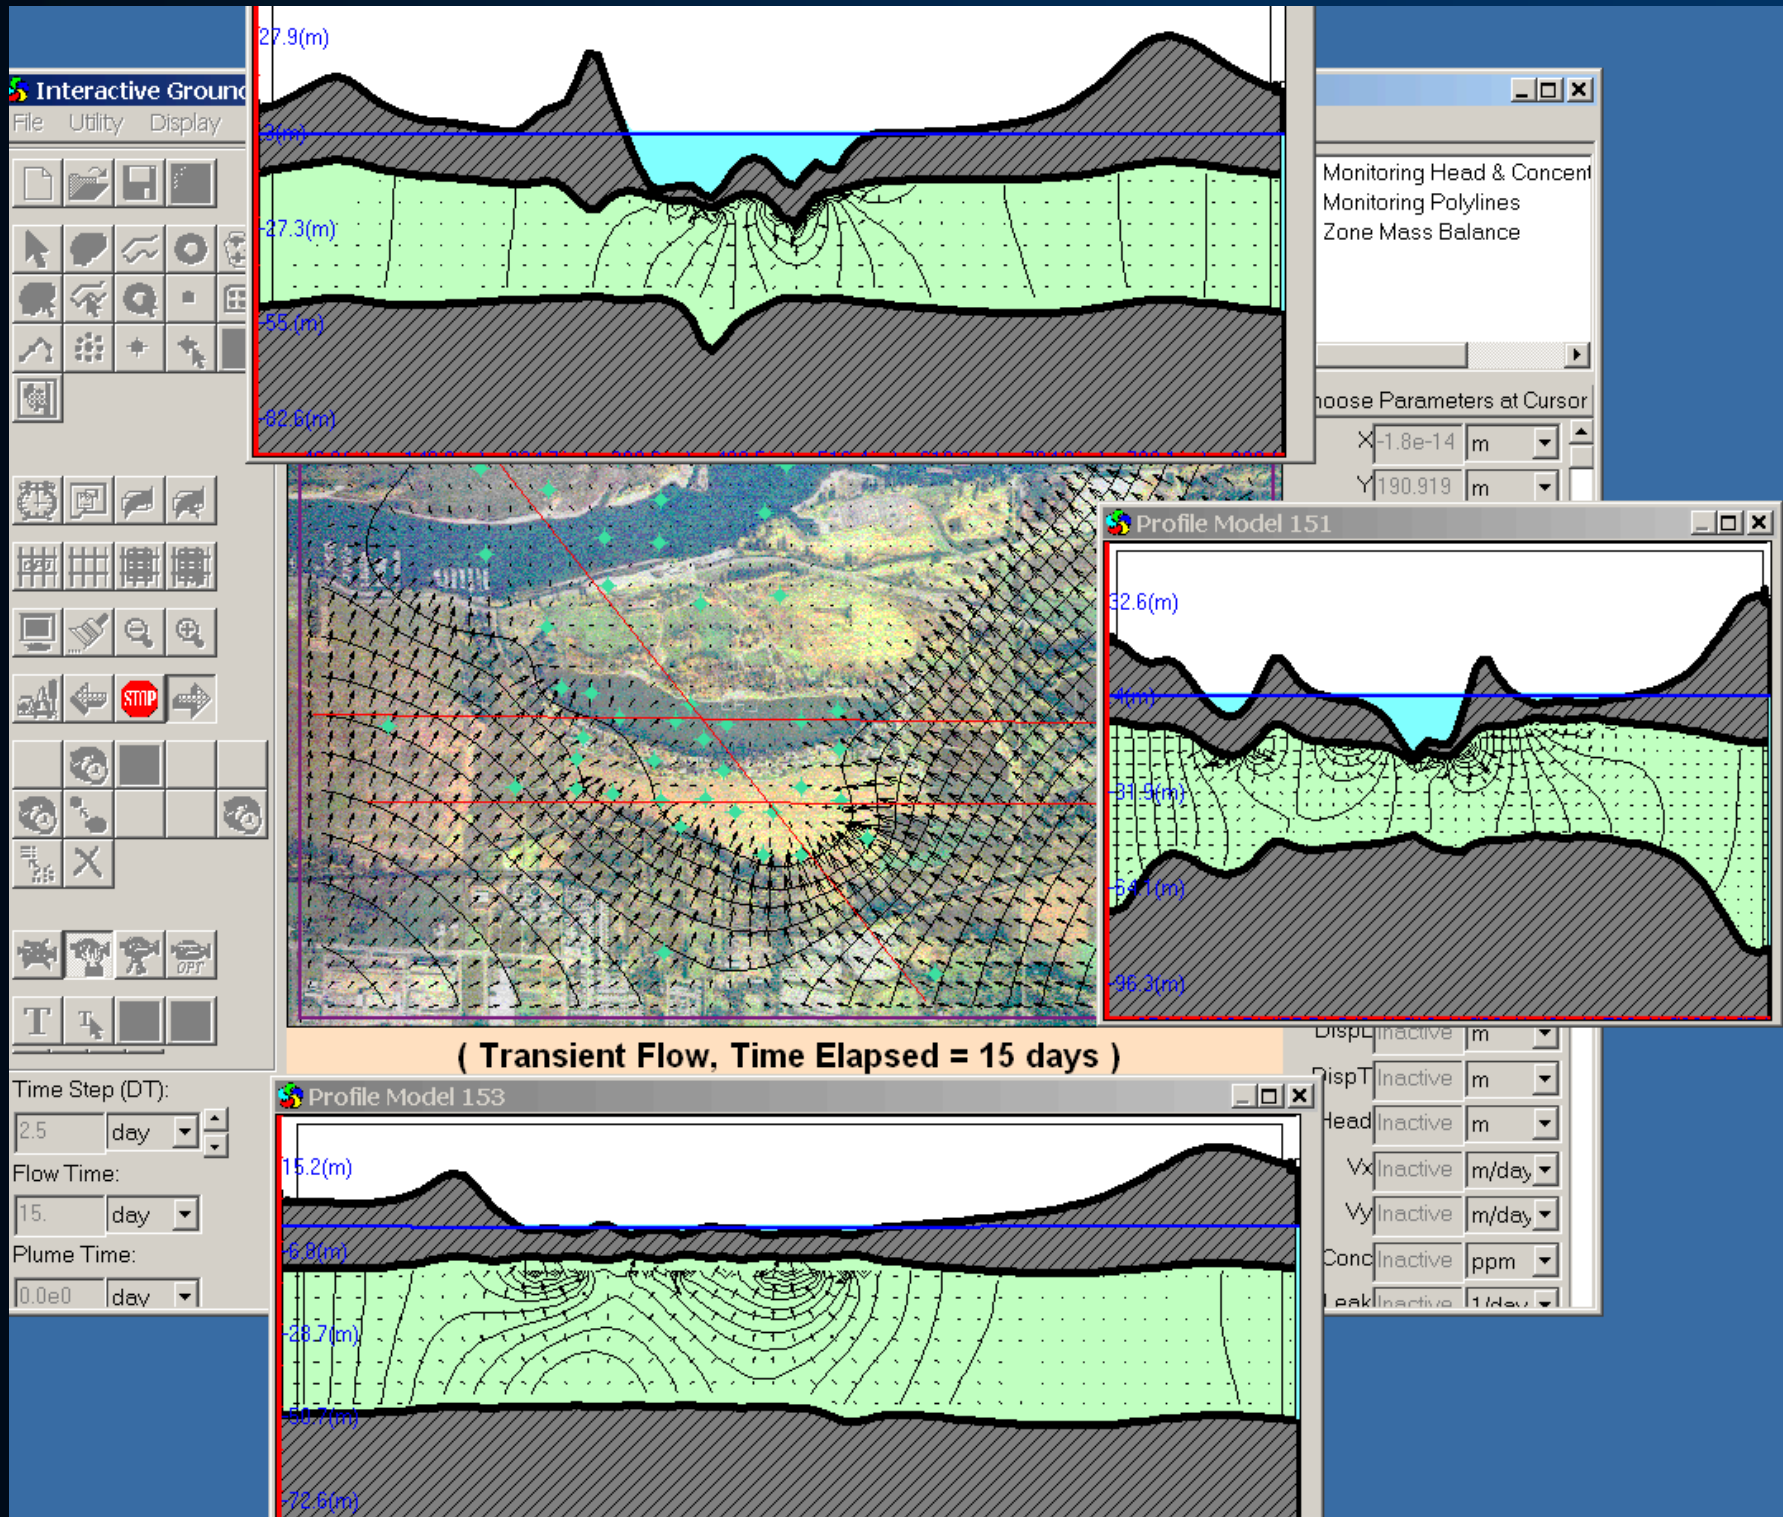 27.9(m)
-27.3(m)
-55.(m)
-82.6(m)
Interactive Groun
File Utility Display
Monitoring Head & Concent
Monitoring Polylines
Zone Mass Balance
hoose Parameters at Cursor
X -1.8e-14 m
Y 190.919 m
Profile Model 151
32.6(m)
-31.9(m)
-64.1(m)
-96.3(m)
STOP
OPT
T T
( Transient Flow, Time Elapsed = 15 days )
DispL Inactive m
DispT Inactive m
Head Inactive m
Vx Inactive m/day
Vy Inactive m/day
Conc Inactive ppm
Leak Inactive 1/day
Time Step (DT):
2.5 day
Flow Time:
15. day
Plume Time:
0.0e0 day
Profile Model 153
15.2(m)
-6.8(m)
-28.7(m)
-50.7(m)
-72.6(m)